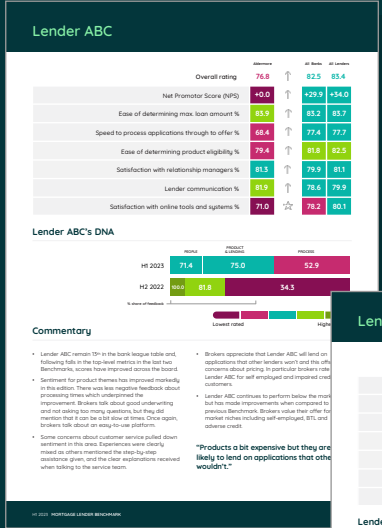 Lender ABC
Aldermore All Banks All Lenders
Overall rating 76.8 82.5 83.4
Net Promotor Score (NPS) +0.0 +29.9 +34.0
Ease of determining max. loan amount % 83.9 83.2 83.7
Speed to process applications through to offer % 68.4 77.4 77.7
Ease of determining product eligibility % 79.4 81.8 82.5
Satisfaction with relationship managers % 81.3 79.9 81.1
Lender communication % 81.9 78.6 79.9
Satisfaction with online tools and systems % 71.0 78.2 80.1
Lender ABC's DNA
PEOPLE PRODUCT & LENDING PROCESS
H1 2023 71.4 75.0 52.9
H2 2022 100.0 81.8 34.3
% share of feedback
Lowest rated Highe
Commentary
• Lender ABC remain 15th in the bank league table and,
following falls in the top-level metrics in the last two
Benchmarks, scores have improved across the board.
• Sentiment for product themes has improved markedly
in this edition. There was less negative feedback about
processing times which underpinned the
improvement. Brokers talk about good underwriting
and not asking too many questions, but they did
mention that it can be a bit slow at times. Once again,
brokers talk about an easy-to-use platform.
• Some concerns about customer service pulled down
sentiment in this area. Experiences were clearly
mixed as others mentioned the step-by-step
assistance given, and the clear explanations received
when talking to the service team.
• Brokers appreciate that Lender ABC will lend on
applications that other lenders won't and this offs
concerns about pricing. In particular brokers rate
Lender ABC for self employed and impaired cred
customers
• Lender ABC continues to perform below the mark
but has made improvements when compared to
previous Benchmark. Brokers value their offer for
market niches including self-employed, BTL and
adverse credit.
"Products a bit expensive but they are
likely to lend on applications that othe
wouldn't."
H1 2023 MORTGAGE LENDER BENCHMARK
Len
Lende